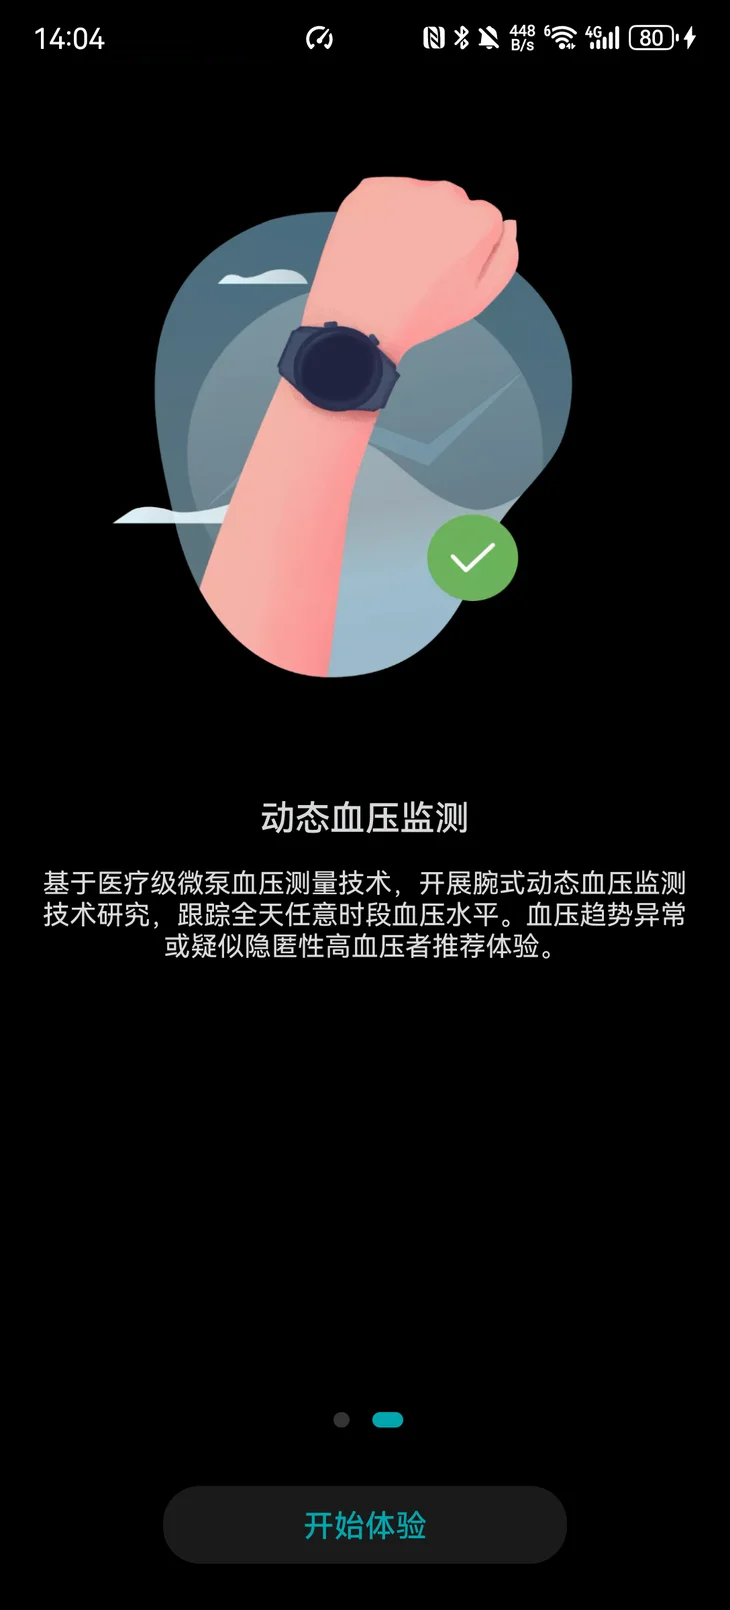 14:04
448
B/s
6
4G
80
动态血压监测
基于医疗级微泵血压测量技术，开展腕式动态血压监测
技术研究，跟踪全天任意时段血压水平。血压趋势异常
或疑似隐匿性高血压者推荐体验。
开始体验